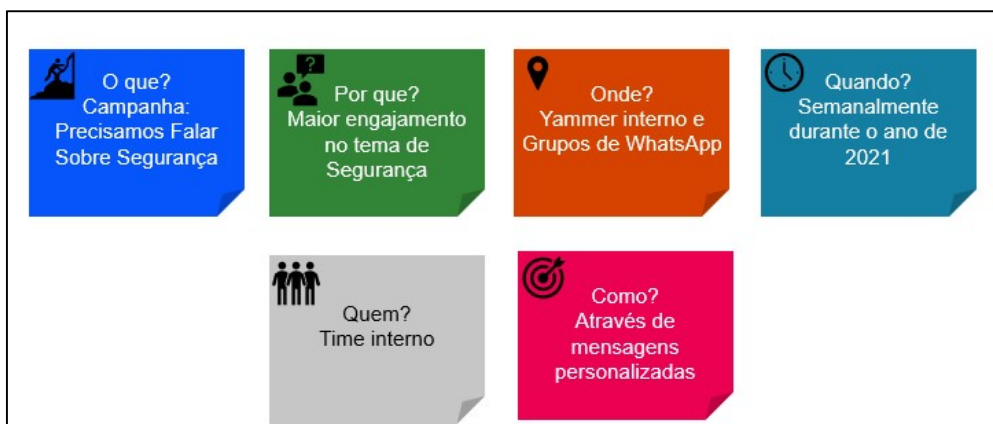 O que?
Campanha:
Precisamos Falar
Sobre Segurança
Por que?
Maior engajamento
no tema de
Segurança
Onde?
Yammer interno e
Grupos de WhatsApp
Quando?
Semanalmente
durante o ano de
2021
Quem?
Time interno
Como?
Através de
mensagens
personalizadas